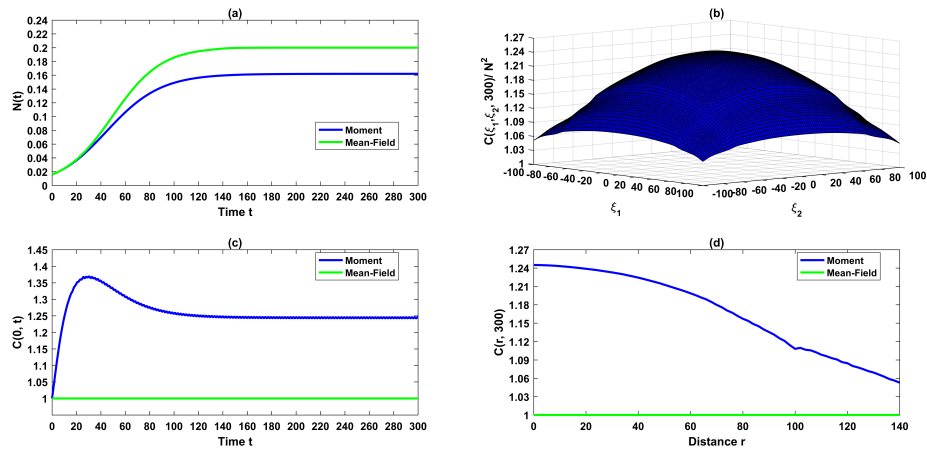 (a)
0.24
0.22
0.2
0.18
0.16
0.14
0.12
0.1
0.08
0.06
0.04
0.02
0
N(t)
0 20 40 60 80 100 120 140 160 180 200 220 240 260 280 300
Time t
Moment
Mean-Field
(b)
1.27
1.24
1.21
1.18
1.15
1.12
1.09
1.06
1.03
1
C(ξ1,ξ2, 300)/ N²
-100 -80 -60 -40 -20 0 20 40 60 80 100
ξ1
-100 -80 -60 -40 -20 0 20 40 60 80 100
ξ2
(c)
1.45
1.4
1.35
1.3
1.25
1.2
1.15
1.1
1.05
1
C(0, t)
0 20 40 60 80 100 120 140 160 180 200 220 240 260 280 300
Time t
Moment
Mean-Field
(d)
1.27
1.24
1.21
1.18
1.15
1.12
1.09
1.06
1.03
1
C(r, 300)
0 20 40 60 80 100 120 140
Distance r
Moment
Mean-Field